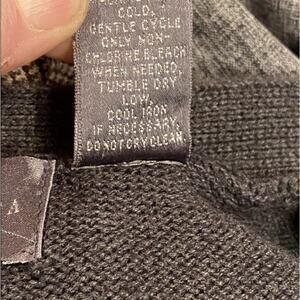 COLD,
GENTLE CYCLE
ONLY NON-
CHLORINE BLEACH
WHEN NEEDED,
TUMBLE DRY
LOW,
COOL IRON
IF NECESSARY,
DO NOT DRY CLEAN.
A